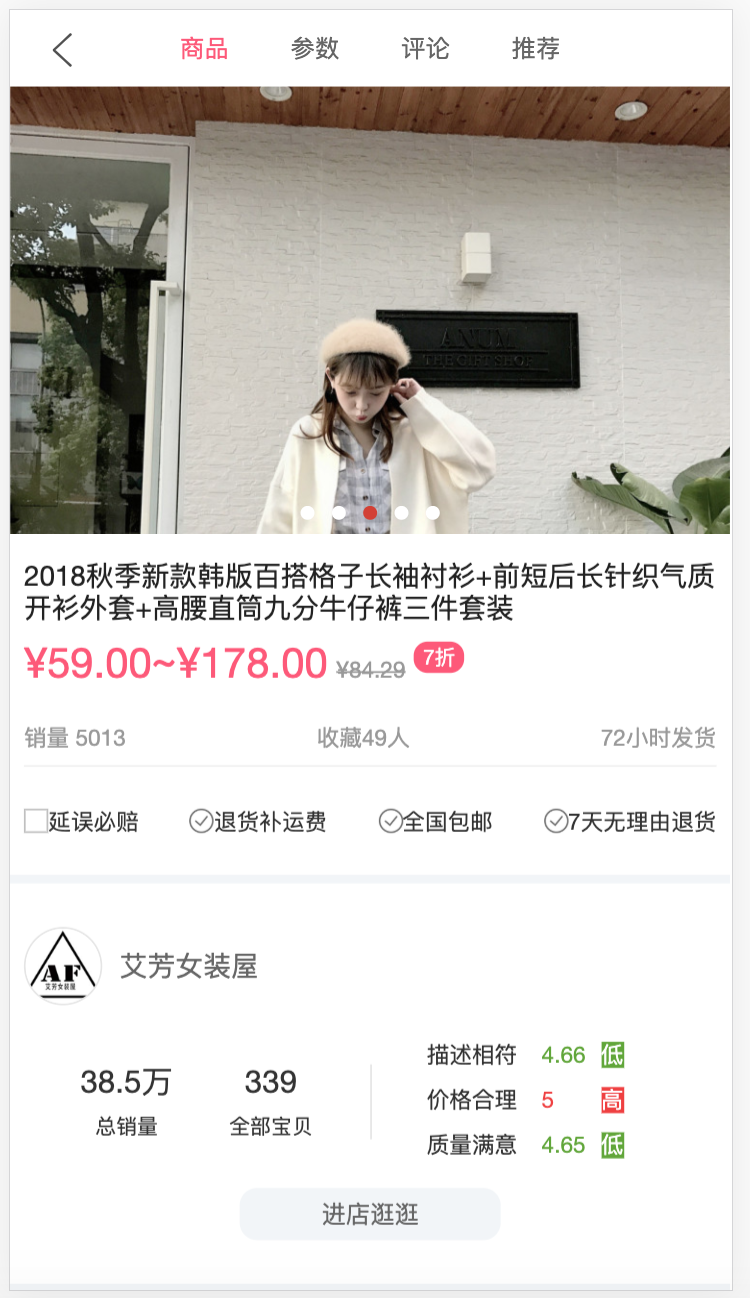 商品 参数 评论 推荐
ANUM
THE GIFT SHOP
2018秋季新款韩版百搭格子长袖衬衫+前短后长针织气质
开衫外套+高腰直筒九分牛仔裤三件套装
¥59.00~¥178.00 ¥84.29 7折
销量 5013 收藏49人 72小时发货
延误必赔 退货补运费 全国包邮 7天无理由退货
AF
艾芳女装屋
艾芳女装屋
描述相符 4.66 低
38.5万 339
价格合理 5 高
总销量 全部宝贝
质量满意 4.65 低
进店逛逛